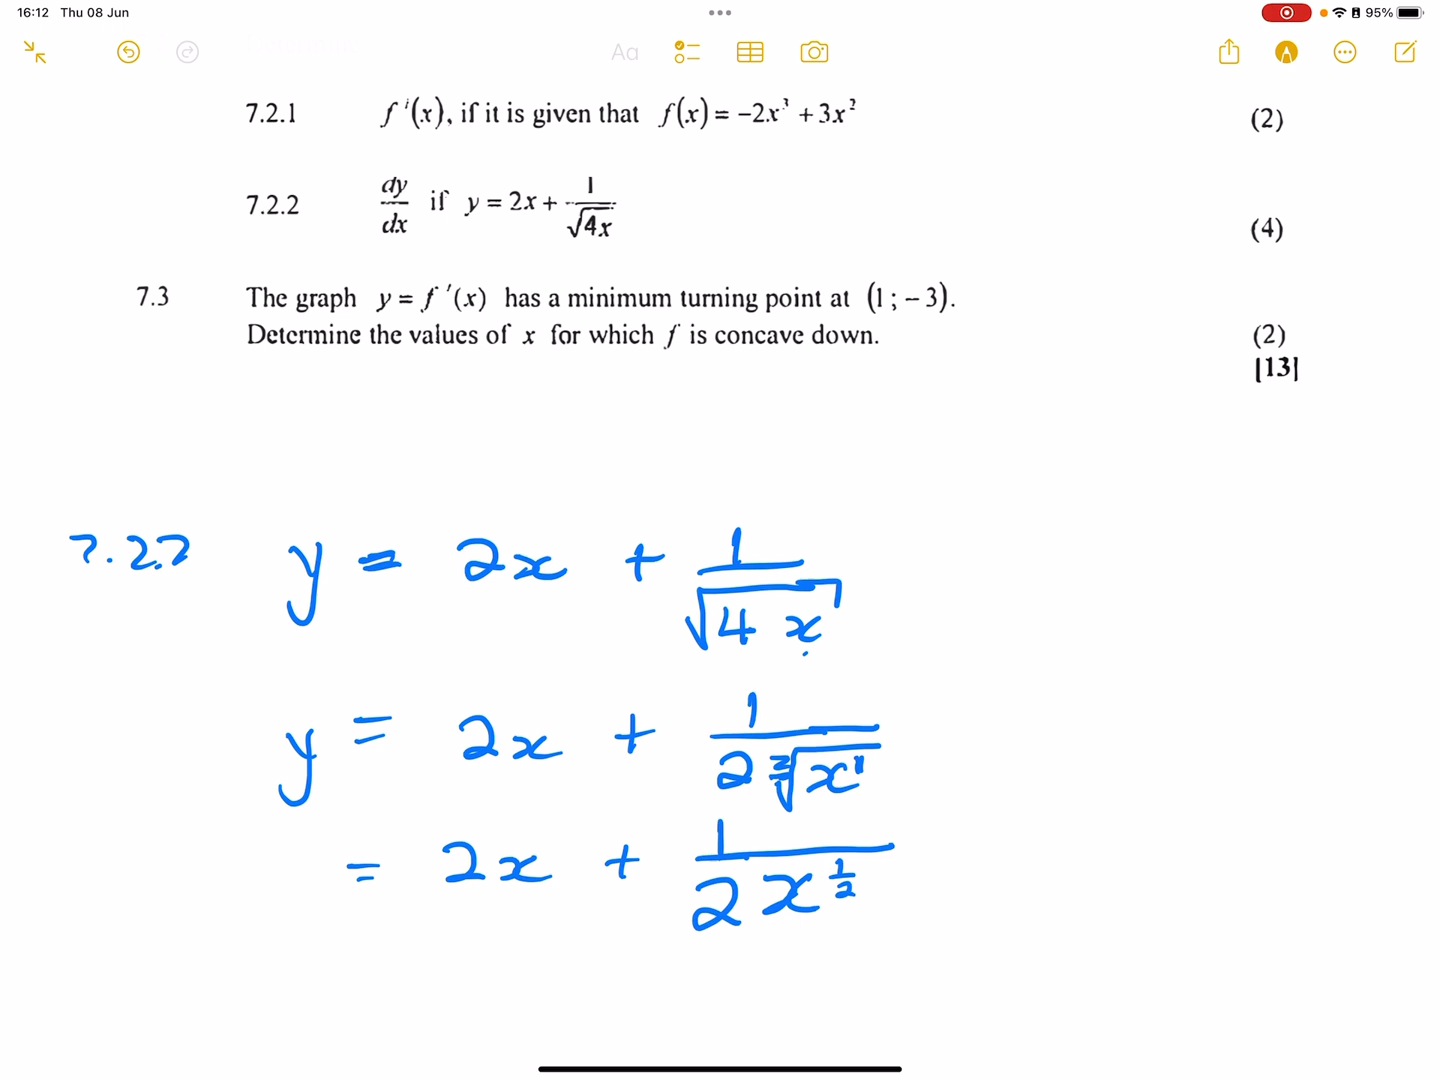 16:12 Thu 08 Jun 95%
Aa
7.2.1 f ′(x), if it is given that f(x) = −2x³ + 3x² (2)
7.2.2 dy/dx if y = 2x + 1/√4x (4)
7.3 The graph y = f ′(x) has a minimum turning point at (1 ; − 3).
Determine the values of x for which f is concave down. (2)
[13]
7.2.2 y = 2x + 1/√4x
y = 2x + 1/2 ²√x¹
= 2x + 1/2x^½